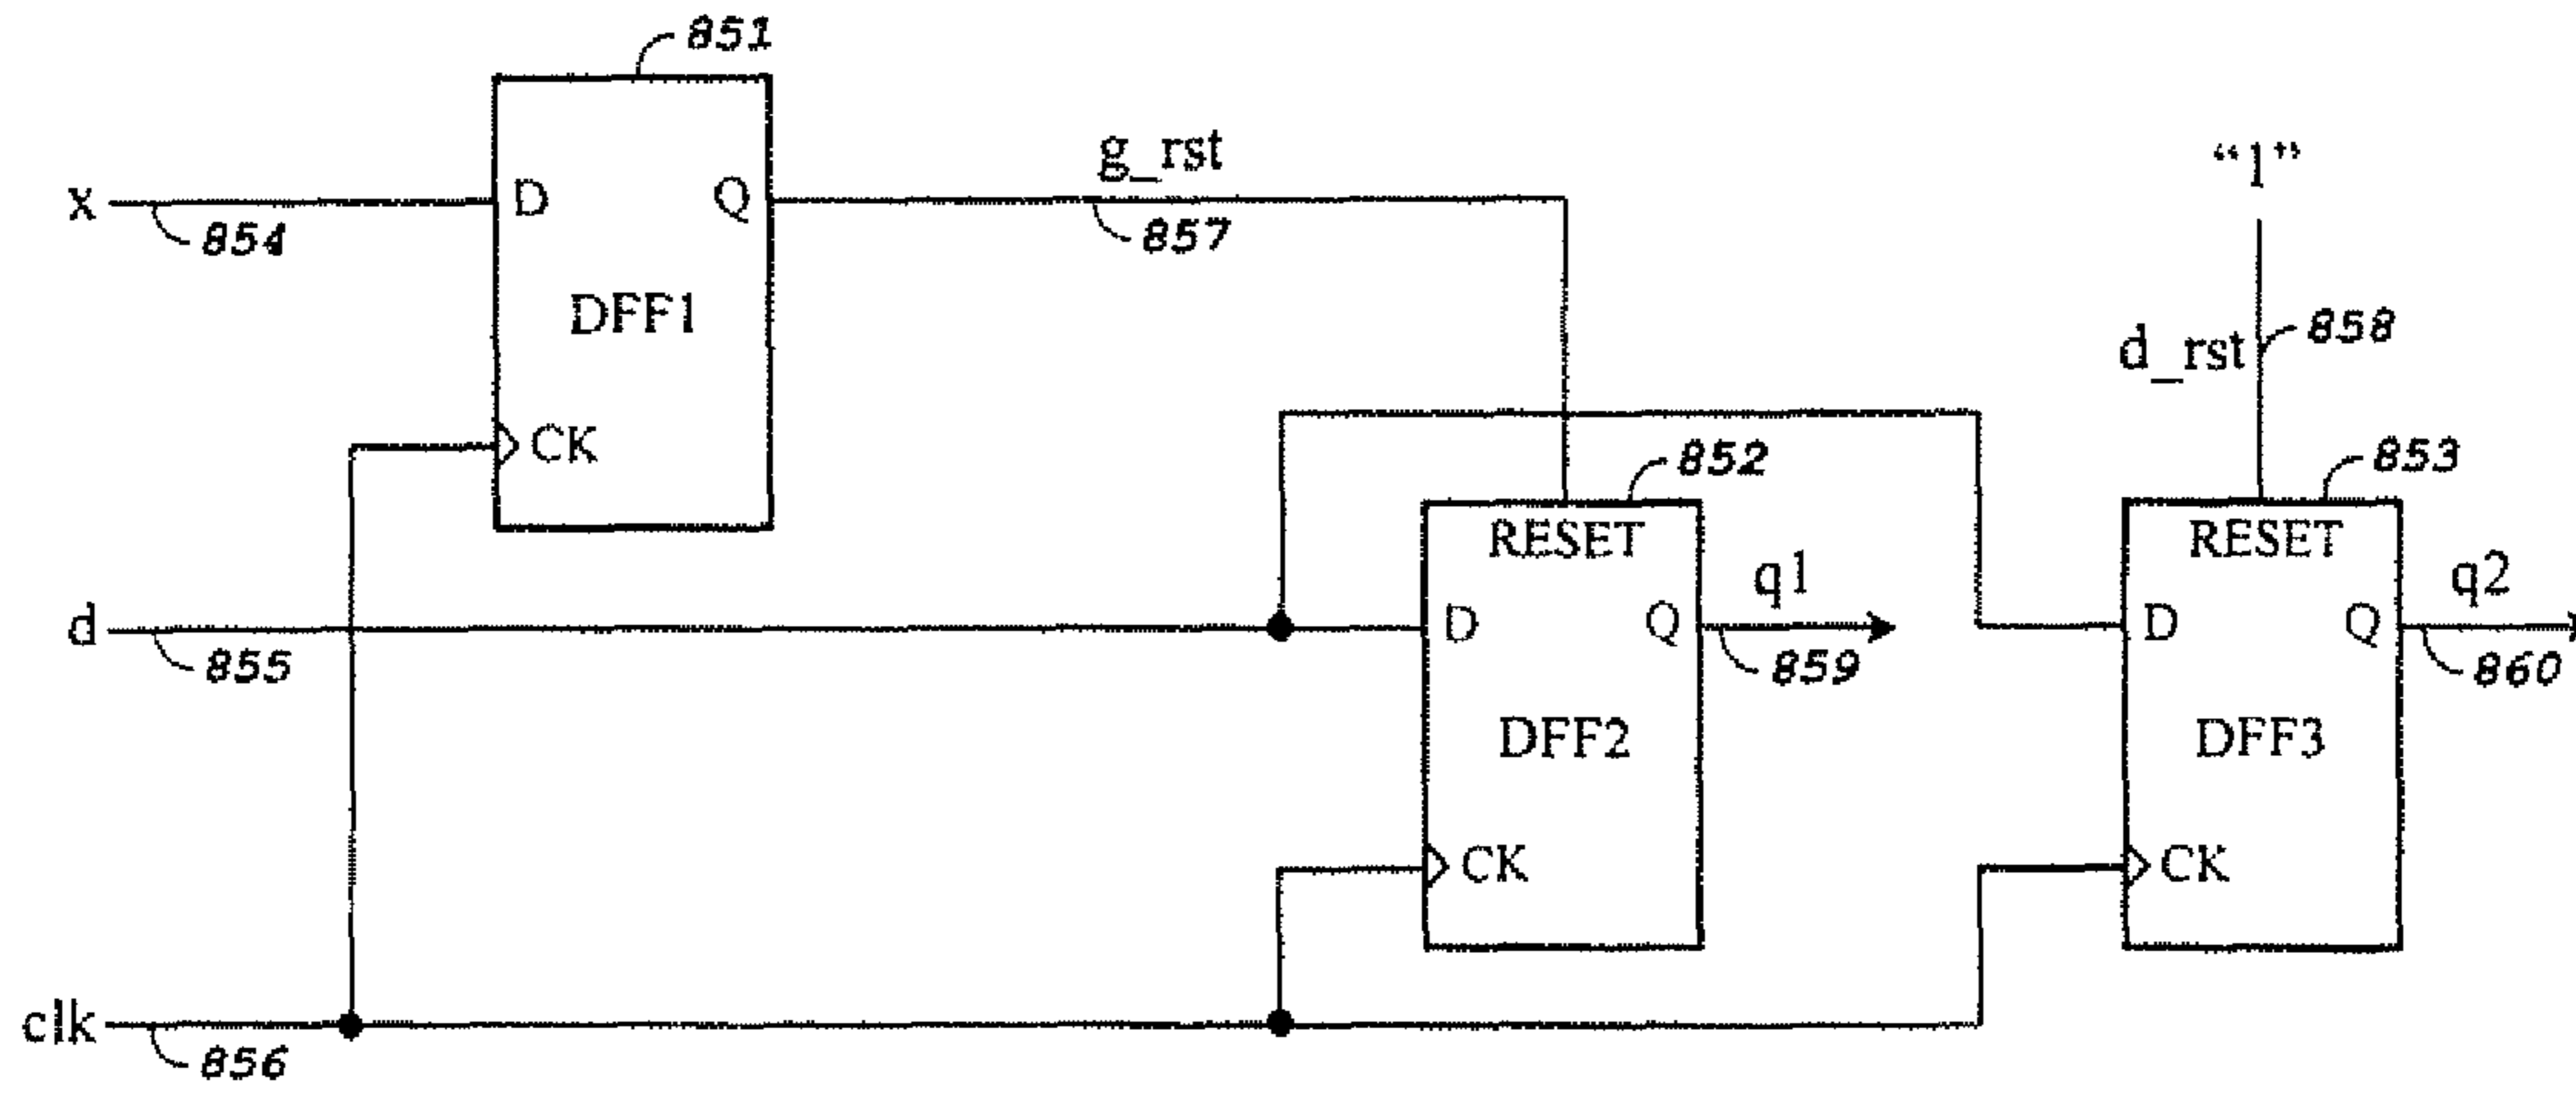 851
x
854
D
Q
DFF1
CK
g_rst
857
"1"
d_rst
858
d
855
852
RESET
D
Q
DFF2
CK
q1
859
853
RESET
D
Q
DFF3
CK
q2
860
clk
856